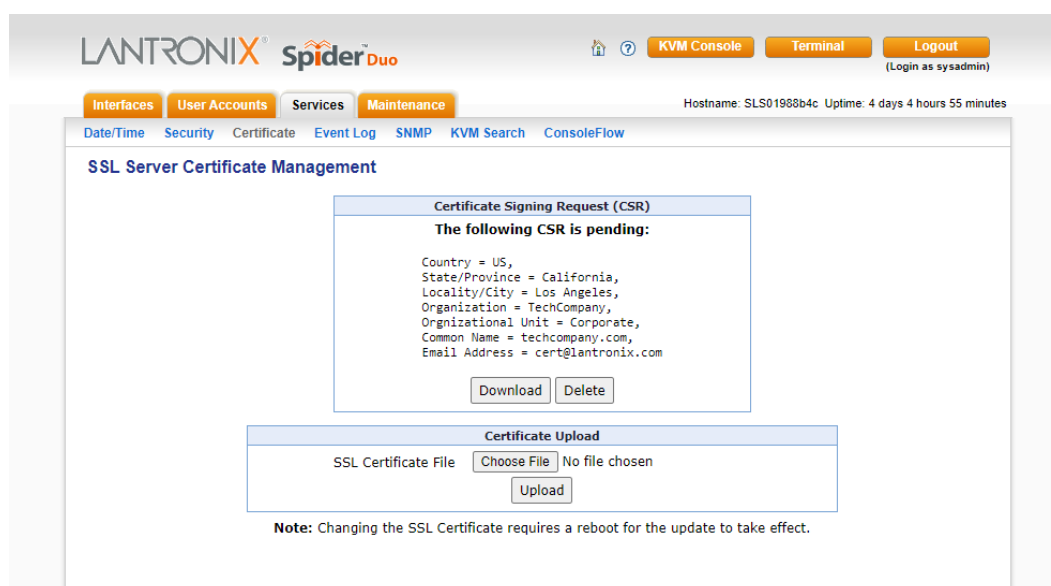 LANTRONIX® Spider™ Duo
KVM Console Terminal Logout
(Login as sysadmin)
Interfaces User Accounts Services Maintenance Hostname: SLS01988b4c Uptime: 4 days 4 hours 55 minutes
Date/Time Security Certificate Event Log SNMP KVM Search ConsoleFlow
SSL Server Certificate Management
Certificate Signing Request (CSR)
The following CSR is pending:
Country = US,
State/Province = California,
Locality/City = Los Angeles,
Organization = TechCompany,
Orgnizational Unit = Corporate,
Common Name = techcompany.com,
Email Address = cert@lantronix.com
Download Delete
Certificate Upload
SSL Certificate File Choose File No file chosen
Upload
Note: Changing the SSL Certificate requires a reboot for the update to take effect.